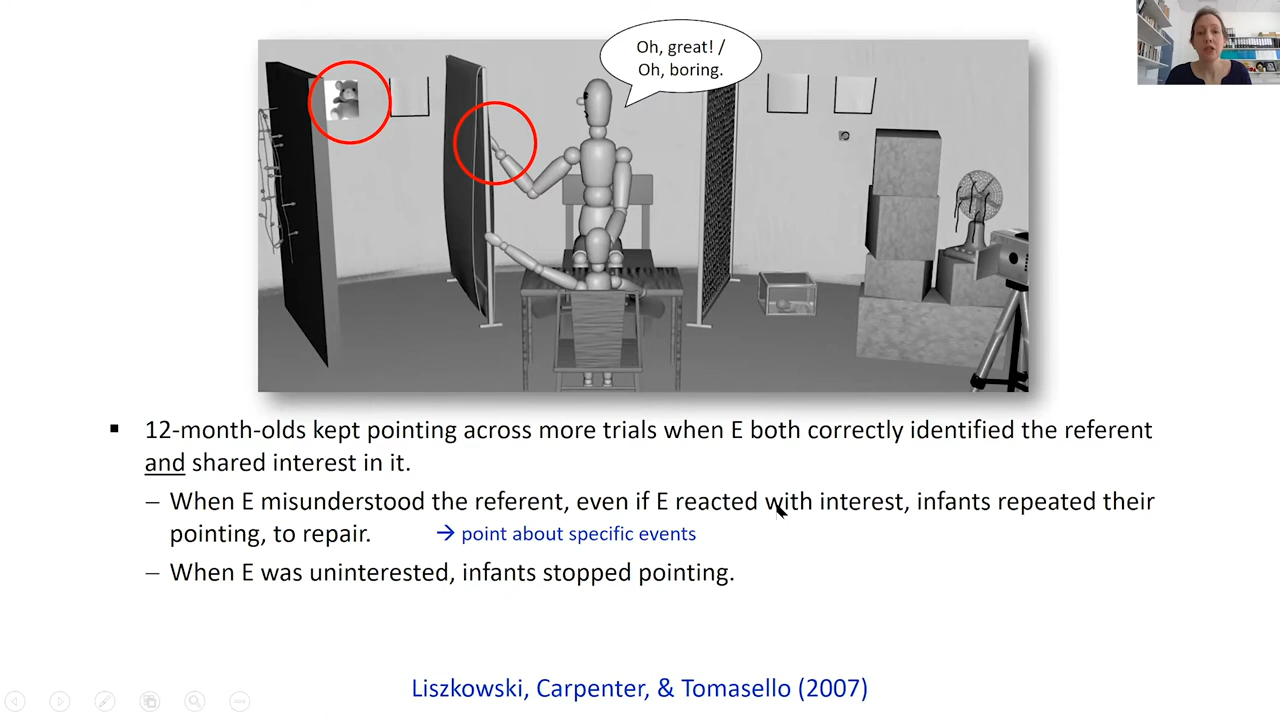 Oh, great! /
Oh, boring.
▪ 12-month-olds kept pointing across more trials when E both correctly identified the referent
and shared interest in it.
– When E misunderstood the referent, even if E reacted with interest, infants repeated their
pointing, to repair. → point about specific events
– When E was uninterested, infants stopped pointing.
Liszkowski, Carpenter, & Tomasello (2007)